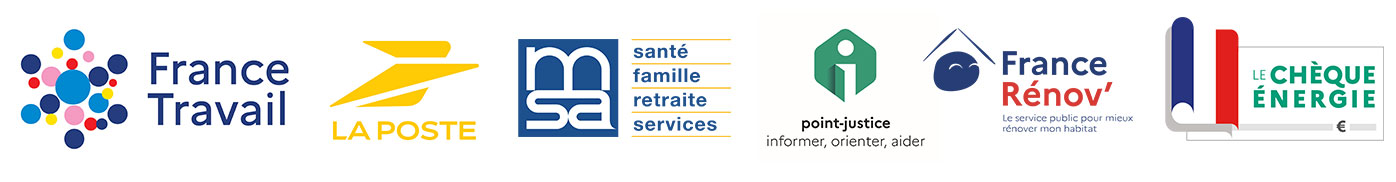 France
Travail
LA POSTE
msa
santé
famille
retraite
services
i
point-justice
informer, orienter, aider
France
Rénov'
Le service public pour mieux
rénover mon habitat
LE CHÈQUE
ÉNERGIE
€